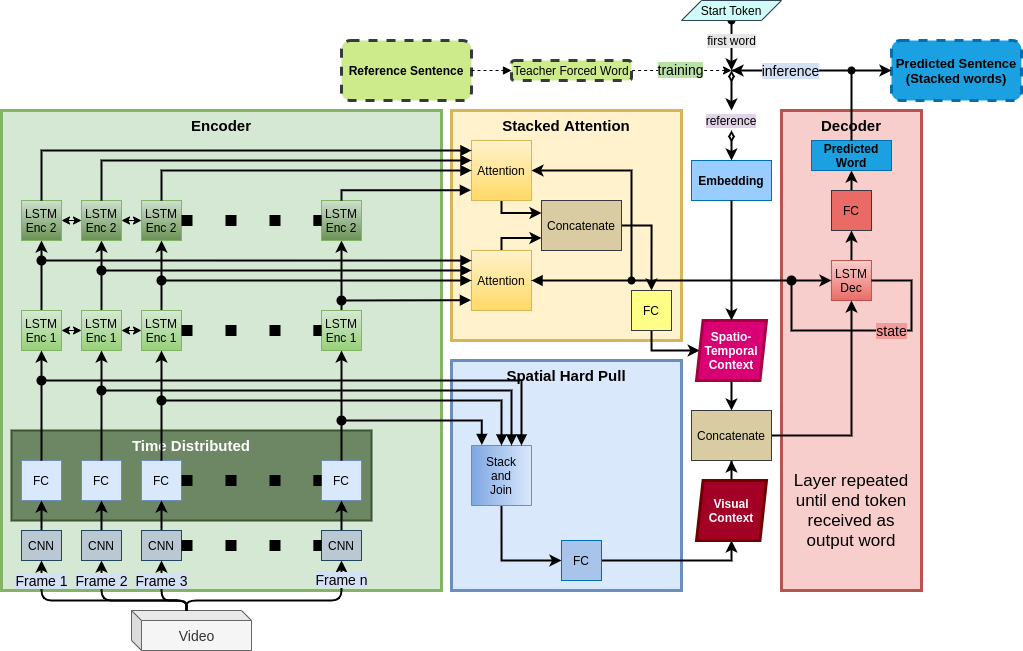 Start Token
first word
Reference Sentence
Teacher Forced Word
training
inference
Predicted Sentence
(Stacked words)
reference
Encoder
Stacked Attention
Decoder
Attention
Predicted
Word
Embedding
LSTM
Enc 2
LSTM
Enc 2
LSTM
Enc 2
LSTM
Enc 2
Concatenate
FC
Attention
LSTM
Dec
FC
LSTM
Enc 1
LSTM
Enc 1
LSTM
Enc 1
LSTM
Enc 1
state
Spatio-
Temporal
Context
Spatial Hard Pull
Time Distributed
Concatenate
FC
FC
FC
FC
Stack
and
Join
Visual
Context
Layer repeated
until end token
received as
output word
CNN
CNN
CNN
CNN
FC
Frame 1
Frame 2
Frame 3
Frame n
Video